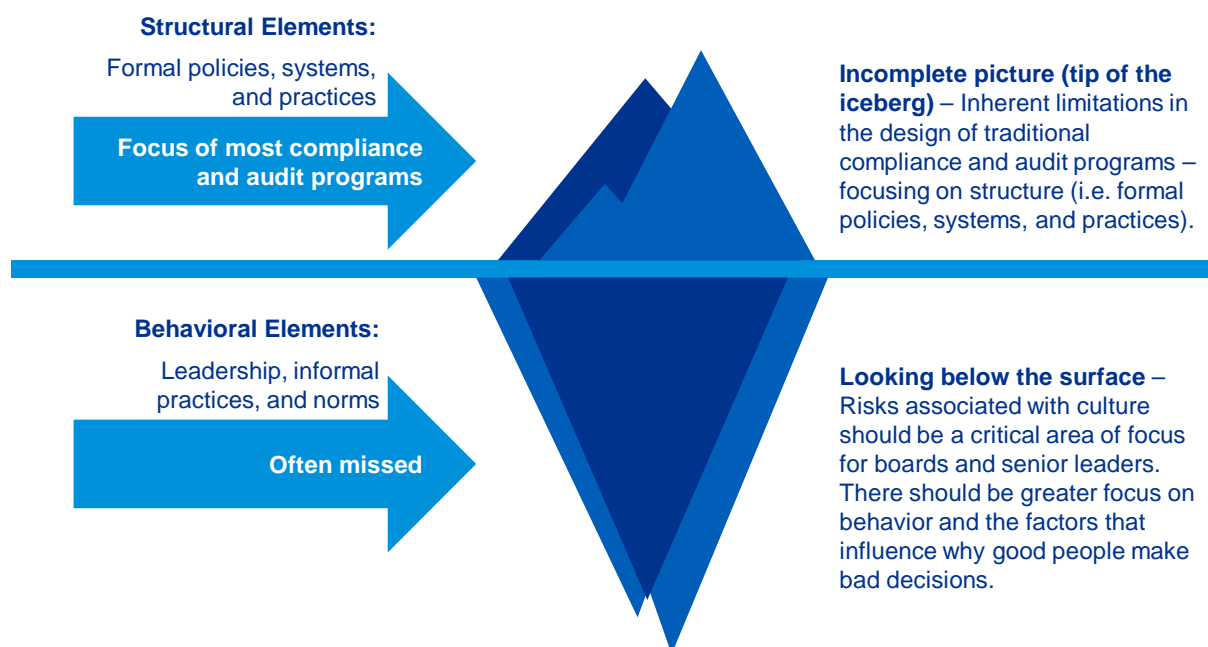 Structural Elements:
Formal policies, systems,
and practices
Focus of most compliance
and audit programs
Incomplete picture (tip of the
iceberg) – Inherent limitations in
the design of traditional
compliance and audit programs –
focusing on structure (i.e. formal
policies, systems, and practices).
Behavioral Elements:
Leadership, informal
practices, and norms
Often missed
Looking below the surface –
Risks associated with culture
should be a critical area of focus
for boards and senior leaders.
There should be greater focus on
behavior and the factors that
influence why good people make
bad decisions.